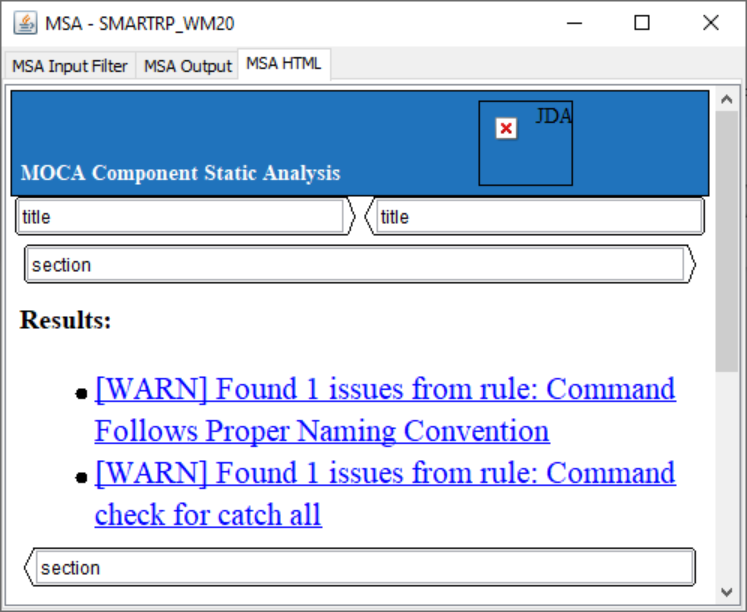 MSA - SMARTRP_WM20
MSA Input Filter MSA Output MSA HTML
JDA
MOCA Component Static Analysis
title title
section
Results:
[WARN] Found 1 issues from rule: Command
Follows Proper Naming Convention
[WARN] Found 1 issues from rule: Command
check for catch all
section